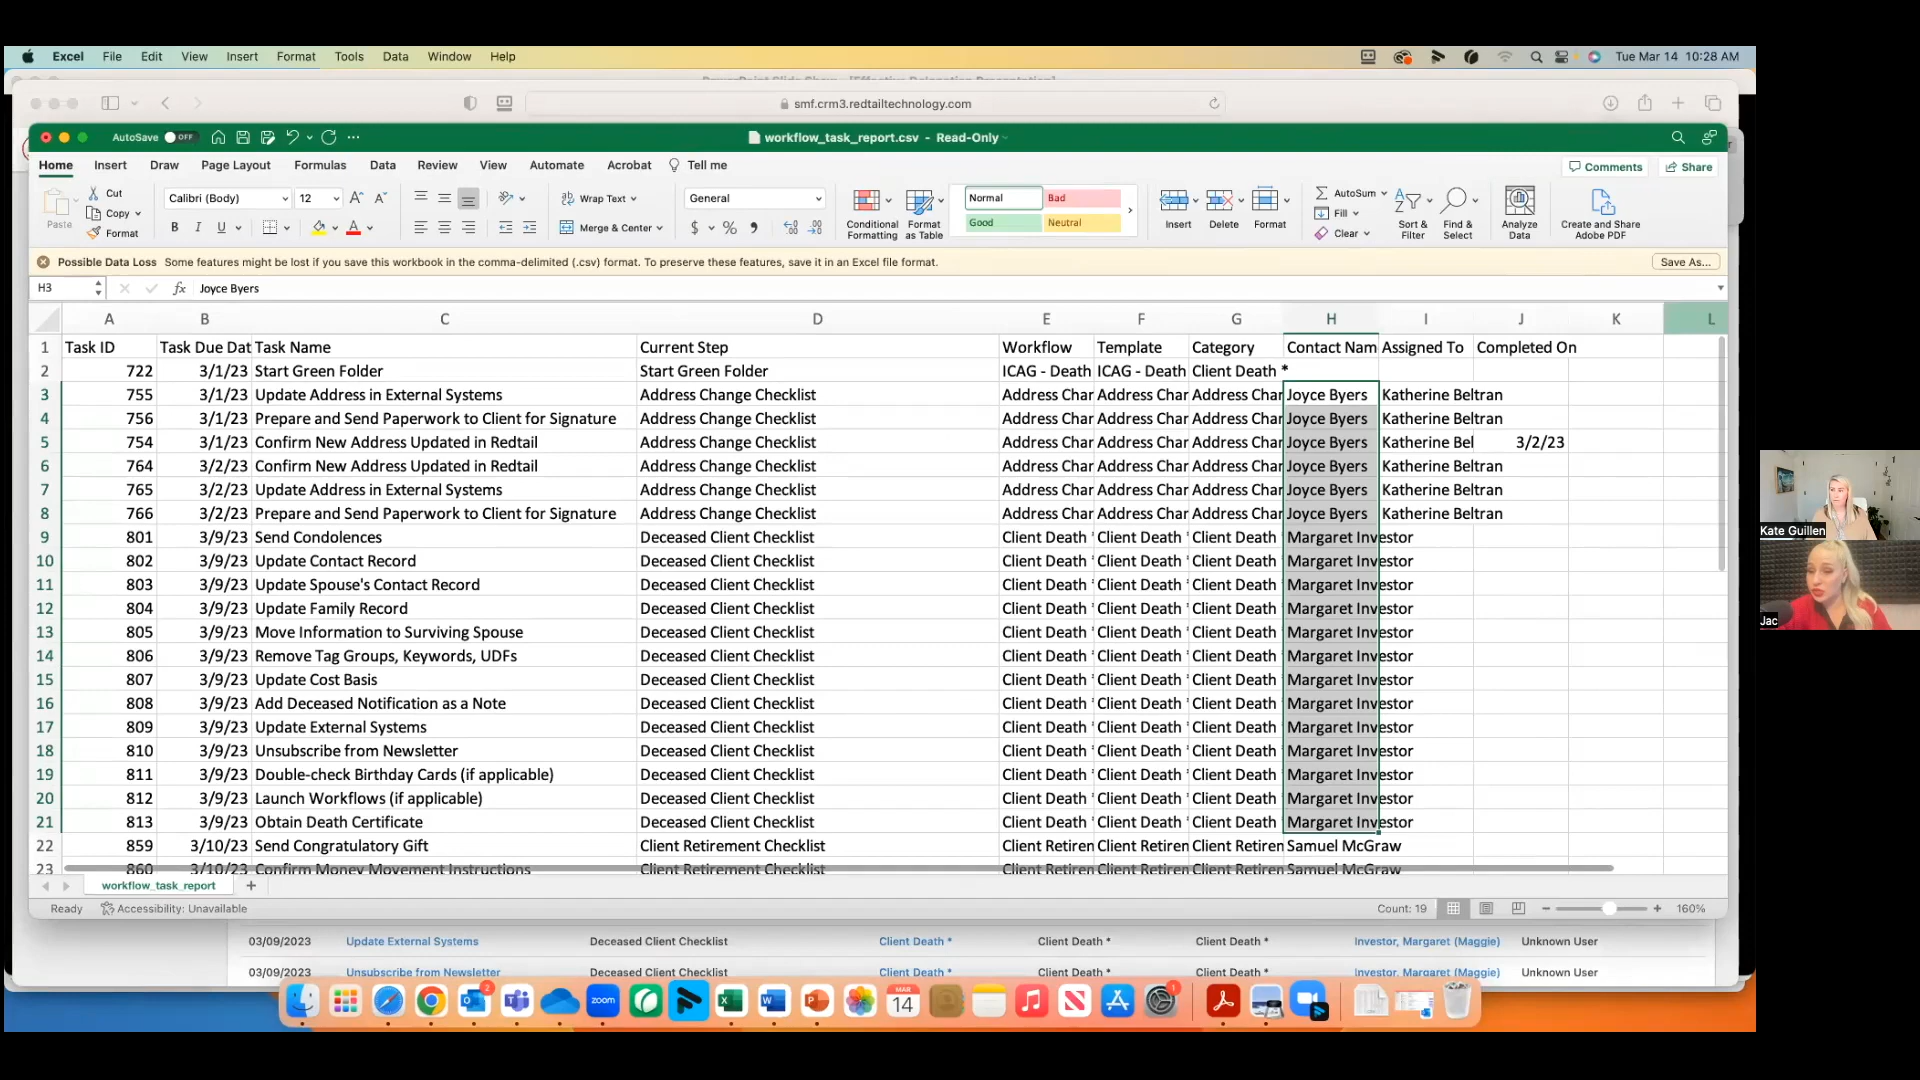 Excel File Edit View Insert Format Tools Data Window Help Tue Mar 14 10:28 AM
smf.crm3.redtailtechnology.com
AutoSave OFF workflow_task_report.csv - Read-Only
Home Insert Draw Page Layout Formulas Data Review View Automate Acrobat Tell me Comments Share
Paste Cut Copy Format
Calibri (Body) 12 Wrap Text General
B I U Merge & Center $ %
Conditional Formatting Format as Table
Normal Bad
Good Neutral
Insert Delete Format
AutoSum Fill Clear
Sort & Filter Find & Select Analyze Data Create and Share Adobe PDF
Possible Data Loss Some features might be lost if you save this workbook in the comma-delimited (.csv) format. To preserve these features, save it in an Excel file format. Save As...
H3 fx Joyce Byers
A B C D E F G H I J K L
1 Task ID Task Due Dat Task Name Current Step Workflow Template Category Contact Nam Assigned To Completed On
2 722 3/1/23 Start Green Folder Start Green Folder ICAG - Death ICAG - Death Client Death *
3 755 3/1/23 Update Address in External Systems Address Change Checklist Address Char Address Char Address Char Joyce Byers Katherine Beltran
4 756 3/1/23 Prepare and Send Paperwork to Client for Signature Address Change Checklist Address Char Address Char Address Char Joyce Byers Katherine Beltran
5 754 3/1/23 Confirm New Address Updated in Redtail Address Change Checklist Address Char Address Char Address Char Joyce Byers Katherine Bel 3/2/23
6 764 3/2/23 Confirm New Address Updated in Redtail Address Change Checklist Address Char Address Char Address Char Joyce Byers Katherine Beltran
7 765 3/2/23 Update Address in External Systems Address Change Checklist Address Char Address Char Address Char Joyce Byers Katherine Beltran
8 766 3/2/23 Prepare and Send Paperwork to Client for Signature Address Change Checklist Address Char Address Char Address Char Joyce Byers Katherine Beltran
9 801 3/9/23 Send Condolences Deceased Client Checklist Client Death * Client Death * Client Death Margaret Investor
10 802 3/9/23 Update Contact Record Deceased Client Checklist Client Death * Client Death * Client Death Margaret Investor
11 803 3/9/23 Update Spouse's Contact Record Deceased Client Checklist Client Death * Client Death * Client Death Margaret Investor
12 804 3/9/23 Update Family Record Deceased Client Checklist Client Death * Client Death * Client Death Margaret Investor
13 805 3/9/23 Move Information to Surviving Spouse Deceased Client Checklist Client Death * Client Death * Client Death Margaret Investor
14 806 3/9/23 Remove Tag Groups, Keywords, UDFs Deceased Client Checklist Client Death * Client Death * Client Death Margaret Investor
15 807 3/9/23 Update Cost Basis Deceased Client Checklist Client Death * Client Death * Client Death Margaret Investor
16 808 3/9/23 Add Deceased Notification as a Note Deceased Client Checklist Client Death * Client Death * Client Death Margaret Investor
17 809 3/9/23 Update External Systems Deceased Client Checklist Client Death * Client Death * Client Death Margaret Investor
18 810 3/9/23 Unsubscribe from Newsletter Deceased Client Checklist Client Death * Client Death * Client Death Margaret Investor
19 811 3/9/23 Double-check Birthday Cards (if applicable) Deceased Client Checklist Client Death * Client Death * Client Death Margaret Investor
20 812 3/9/23 Launch Workflows (if applicable) Deceased Client Checklist Client Death * Client Death * Client Death Margaret Investor
21 813 3/9/23 Obtain Death Certificate Deceased Client Checklist Client Death * Client Death * Client Death Margaret Investor
22 859 3/10/23 Send Congratulatory Gift Client Retirement Checklist Client Retiren Client Retiren Client Retiren Samuel McGraw
23 860 3/10/23 Confirm Money Movement Instructions Client Retirement Checklist Client Retiren Client Retiren Client Retiren Samuel McGraw
workflow_task_report
Ready Accessibility: Unavailable Count: 19 160%
03/09/2023 Update External Systems Deceased Client Checklist Client Death * Client Death * Client Death * Investor, Margaret (Maggie) Unknown User
03/09/2023 Unsubscribe from Newsletter Deceased Client Checklist Client Death * Client Death * Client Death * Investor, Margaret (Maggie) Unknown User
2 zoom MAR 14 1
Kate Guillen
Jac